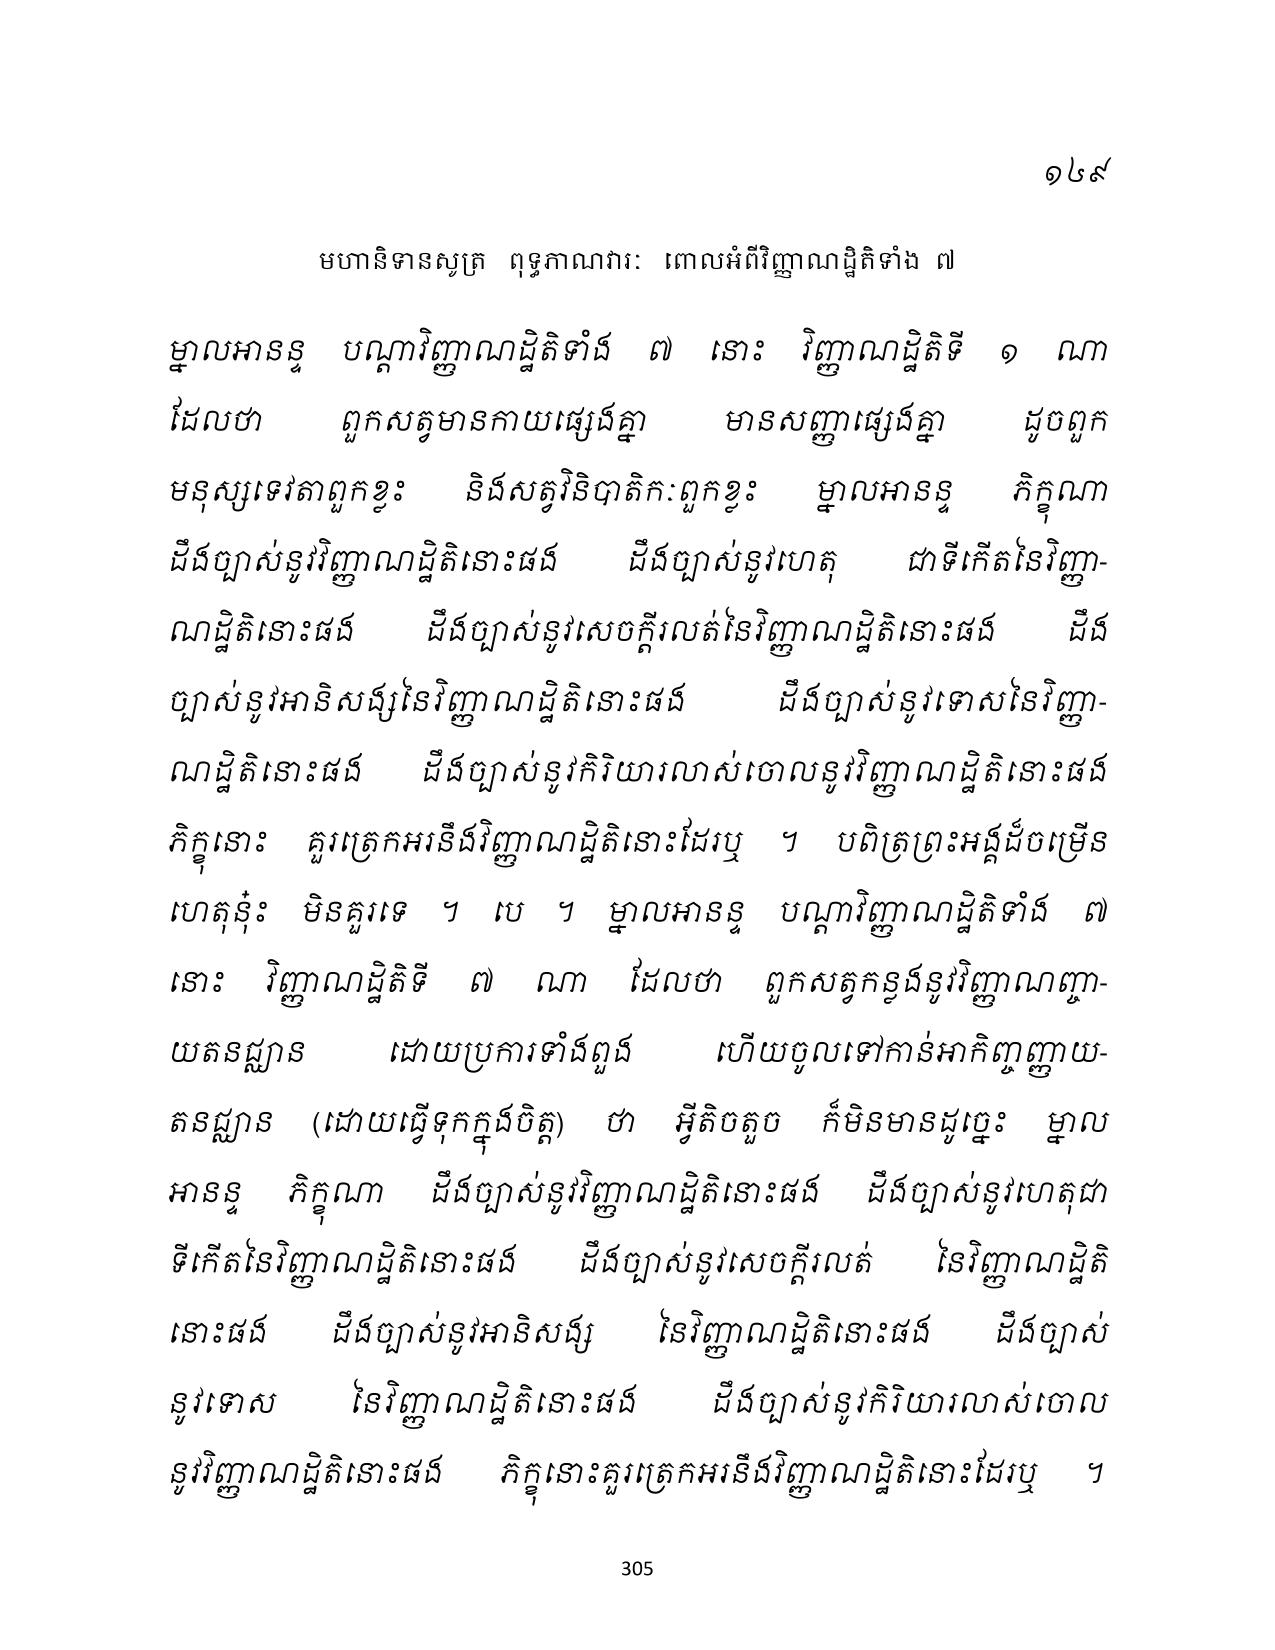 ១៤៩
មហានិទានសូត្រ ពុទ្ធភាណវារៈ ពោលអំពីវិញ្ញាណដ្ឋិតិទាំង ៧
ម្នាលអានន្ទ បណ្តាវិញ្ញាណដ្ឋិតិទាំង ៧ នោះ វិញ្ញាណដ្ឋិតិទី ១ ណា
ដែលថា ពួកសត្វមានកាយផ្សេងគ្នា មានសញ្ញាផ្សេងគ្នា ដូចពួក
មនុស្សទេវតាពួកខ្លះ និងសត្វវិនិបាតិកៈពួកខ្លះ ម្នាលអានន្ទ ភិក្ខុណា
ដឹងច្បាស់នូវវិញ្ញាណដ្ឋិតិនោះផង ដឹងច្បាស់នូវហេតុ ជាទីកើតនៃវិញ្ញា-
ណដ្ឋិតិនោះផង ដឹងច្បាស់នូវសេចក្តីរលត់នៃវិញ្ញាណដ្ឋិតិនោះផង ដឹង
ច្បាស់នូវអានិសង្សនៃវិញ្ញាណដ្ឋិតិនោះផង ដឹងច្បាស់នូវទោសនៃវិញ្ញា-
ណដ្ឋិតិនោះផង ដឹងច្បាស់នូវកិរិយារលាស់ចោលនូវវិញ្ញាណដ្ឋិតិនោះផង
ភិក្ខុនោះ គួរត្រេកអរនឹងវិញ្ញាណដ្ឋិតិនោះដែរឬ ។ បពិត្រព្រះអង្គដ៏ចម្រើន
ហេតុនុ៎ះ មិនគួរទេ ។ បេ ។ ម្នាលអានន្ទ បណ្តាវិញ្ញាណដ្ឋិតិទាំង ៧
នោះ វិញ្ញាណដ្ឋិតិទី ៧ ណា ដែលថា ពួកសត្វកន្លងនូវវិញ្ញាណញ្ចា-
យតនជ្ឈាន ដោយប្រការទាំងពួង ហើយចូលទៅកាន់អាកិញ្ចញ្ញាយ-
តនជ្ឈាន (ដោយធ្វើទុកក្នុងចិត្ត) ថា អ្វីតិចតួច ក៏មិនមានដូច្នេះ ម្នាល
អានន្ទ ភិក្ខុណា ដឹងច្បាស់នូវវិញ្ញាណដ្ឋិតិនោះផង ដឹងច្បាស់នូវហេតុជា
ទីកើតនៃវិញ្ញាណដ្ឋិតិនោះផង ដឹងច្បាស់នូវសេចក្តីរលត់ នៃវិញ្ញាណដ្ឋិតិ
នោះផង ដឹងច្បាស់នូវអានិសង្ស នៃវិញ្ញាណដ្ឋិតិនោះផង ដឹងច្បាស់
នូវទោស នៃវិញ្ញាណដ្ឋិតិនោះផង ដឹងច្បាស់នូវកិរិយារលាស់ចោល
នូវវិញ្ញាណដ្ឋិតិនោះផង ភិក្ខុនោះគួរត្រេកអរនឹងវិញ្ញាណដ្ឋិតិនោះដែរឬ ។
305